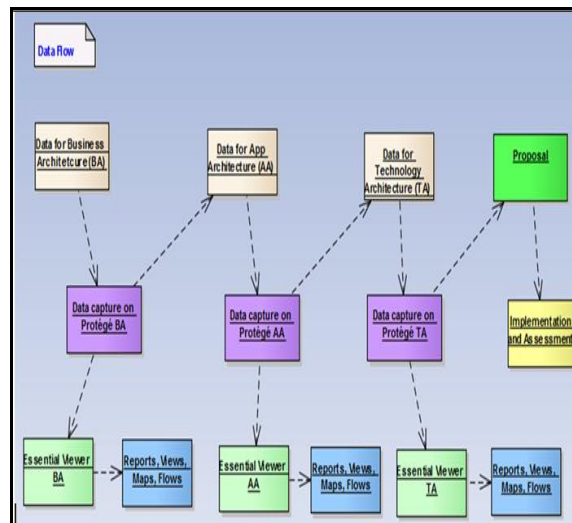 Data Flow
Data for Business
Architetcure (BA)
Data for App
Architecture (AA)
Data for
Technology
Architecture (TA)
Proposal
Data capture on
Protégé BA
Data capture on
Protégé AA
Data capture on
Protégé TA
Implementation
and Assessment
Essential Viewer
BA
Reports, Views,
Maps, Flows
Essential Viewer
AA
Reports, Views,
Maps, Flows
Essential Viewer
TA
Reports, Views,
Maps, Flows